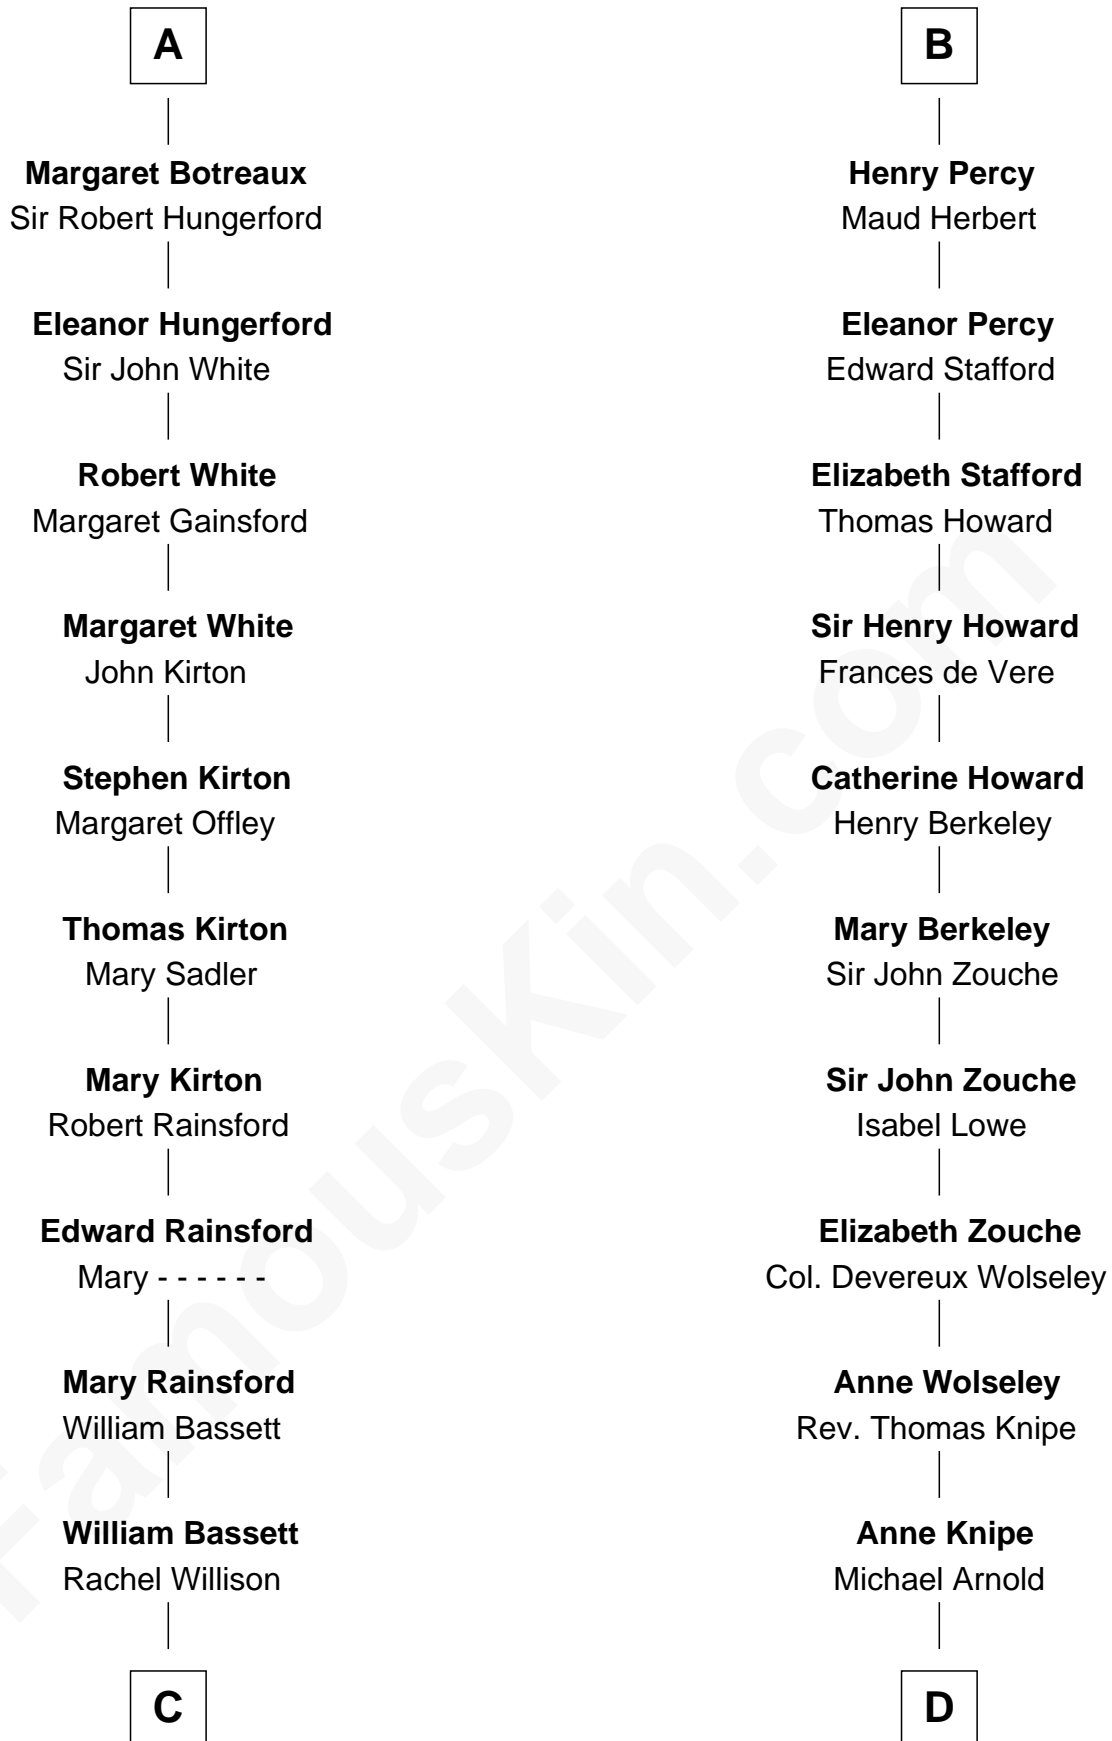 A
Margaret Botreaux
Sir Robert Hungerford
Eleanor Hungerford
Sir John White
Robert White
Margaret Gainsford
Margaret White
John Kirton
Stephen Kirton
Margaret Offley
Thomas Kirton
Mary Sadler
Mary Kirton
Robert Rainsford
Edward Rainsford
Mary - - - - - -
Mary Rainsford
William Bassett
William Bassett
Rachel Willison
C
B
Henry Percy
Maud Herbert
Eleanor Percy
Edward Stafford
Elizabeth Stafford
Thomas Howard
Sir Henry Howard
Frances de Vere
Catherine Howard
Henry Berkeley
Mary Berkeley
Sir John Zouche
Sir John Zouche
Isabel Lowe
Elizabeth Zouche
Col. Devereux Wolseley
Anne Wolseley
Rev. Thomas Knipe
Anne Knipe
Michael Arnold
D
FamousKin.com